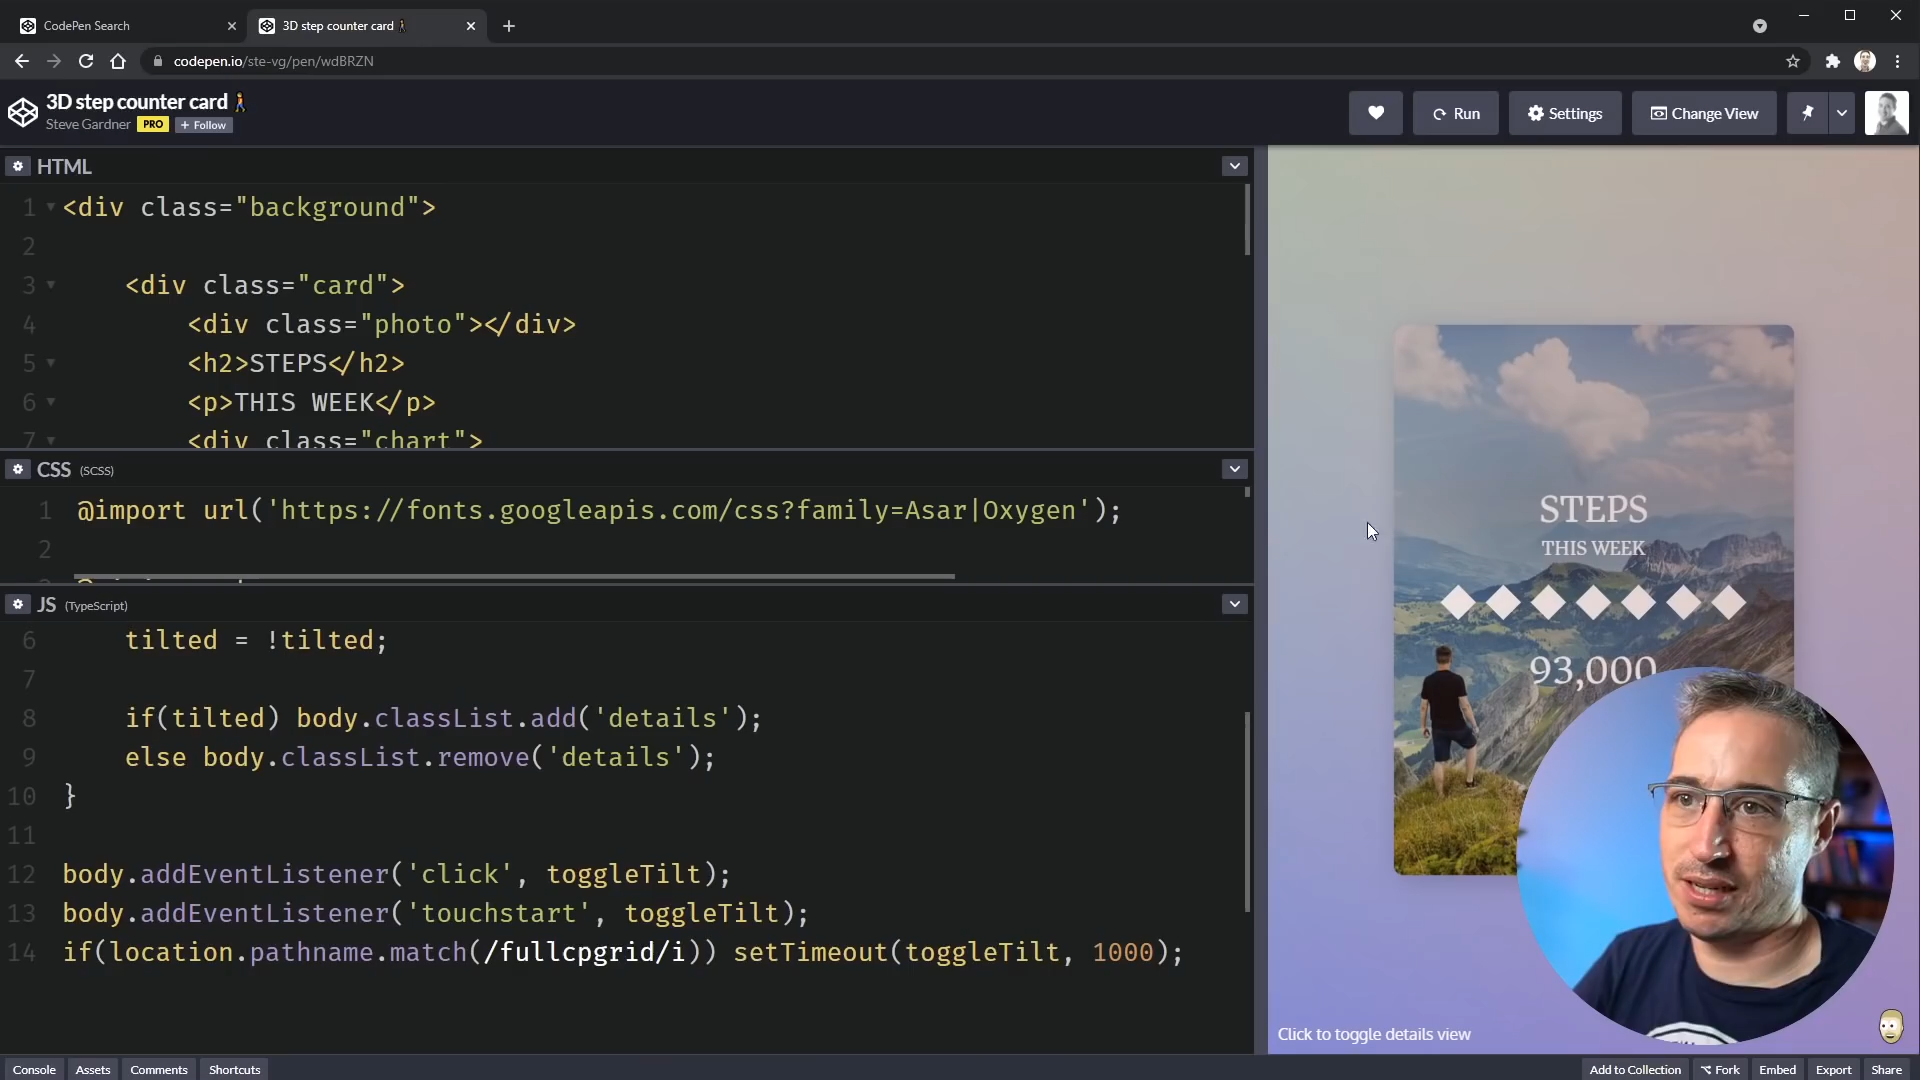 CodePen Search
3D step counter card
codepen.io/ste-vg/pen/wdBRZN
3D step counter card
Steve Gardner PRO + Follow
Run
Settings
Change View
HTML
1 <div class="background">
2
3 <div class="card">
4 <div class="photo"></div>
5 <h2>STEPS</h2>
6 <p>THIS WEEK</p>
7 <div class="chart">
CSS (SCSS)
1 @import url('https://fonts.googleapis.com/css?family=Asar|Oxygen');
2
JS (TypeScript)
6 tilted = !tilted;
7
8 if(tilted) body.classList.add('details');
9 else body.classList.remove('details');
10 }
11
12 body.addEventListener('click', toggleTilt);
13 body.addEventListener('touchstart', toggleTilt);
14 if(location.pathname.match(/fullcpgrid/i)) setTimeout(toggleTilt, 1000);
STEPS
THIS WEEK
93,000
Click to toggle details view
Console Assets Comments Shortcuts
Add to Collection Fork Embed Export Share